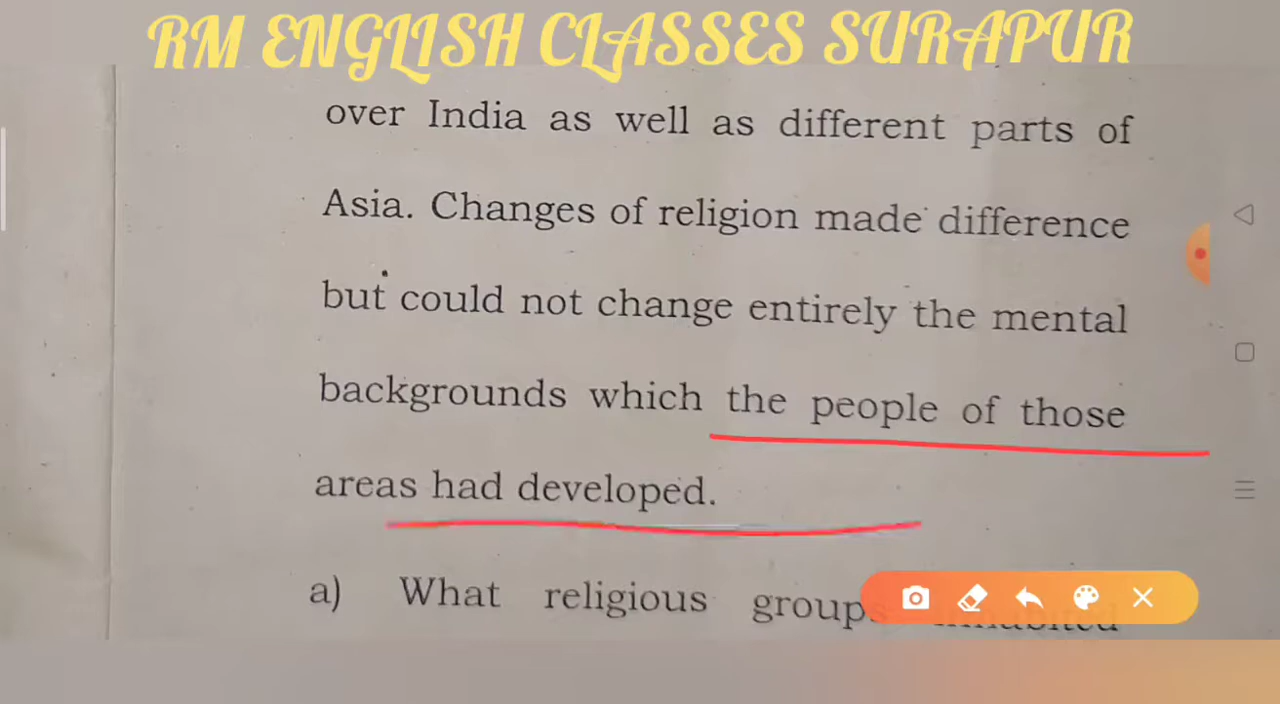 RM ENGLISH CLASSES SURAPUR
over India as well as different parts of
Asia. Changes of religion made difference
but could not change entirely the mental
backgrounds which the people of those
areas had developed.
a) What religious groups inhabited